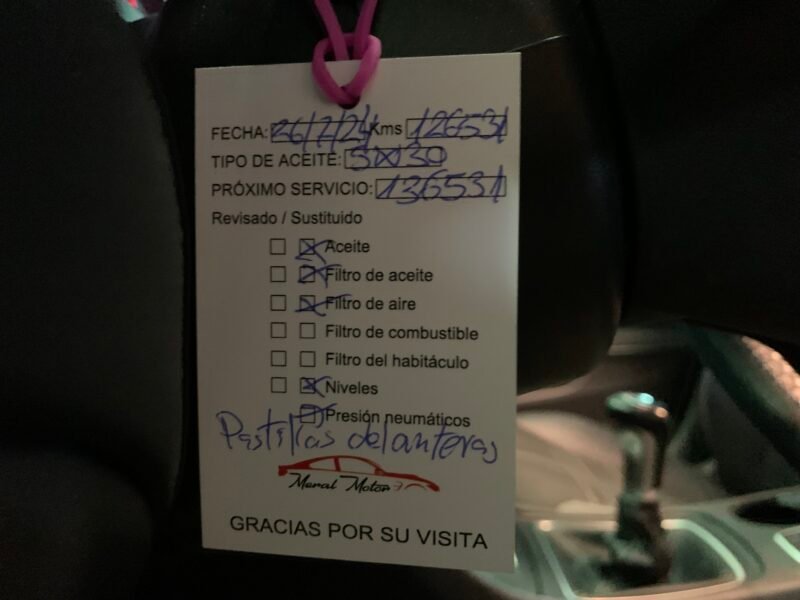 FECHA: 26/7/24 Kms 126531
TIPO DE ACEITE: 5W30
PRÓXIMO SERVICIO: 136531
Revisado / Sustituido
Aceite
Filtro de aceite
Filtro de aire
Filtro de combustible
Filtro del habitáculo
Niveles
Presión neumáticos
Pastillas delanteras
Maral Motor
GRACIAS POR SU VISITA